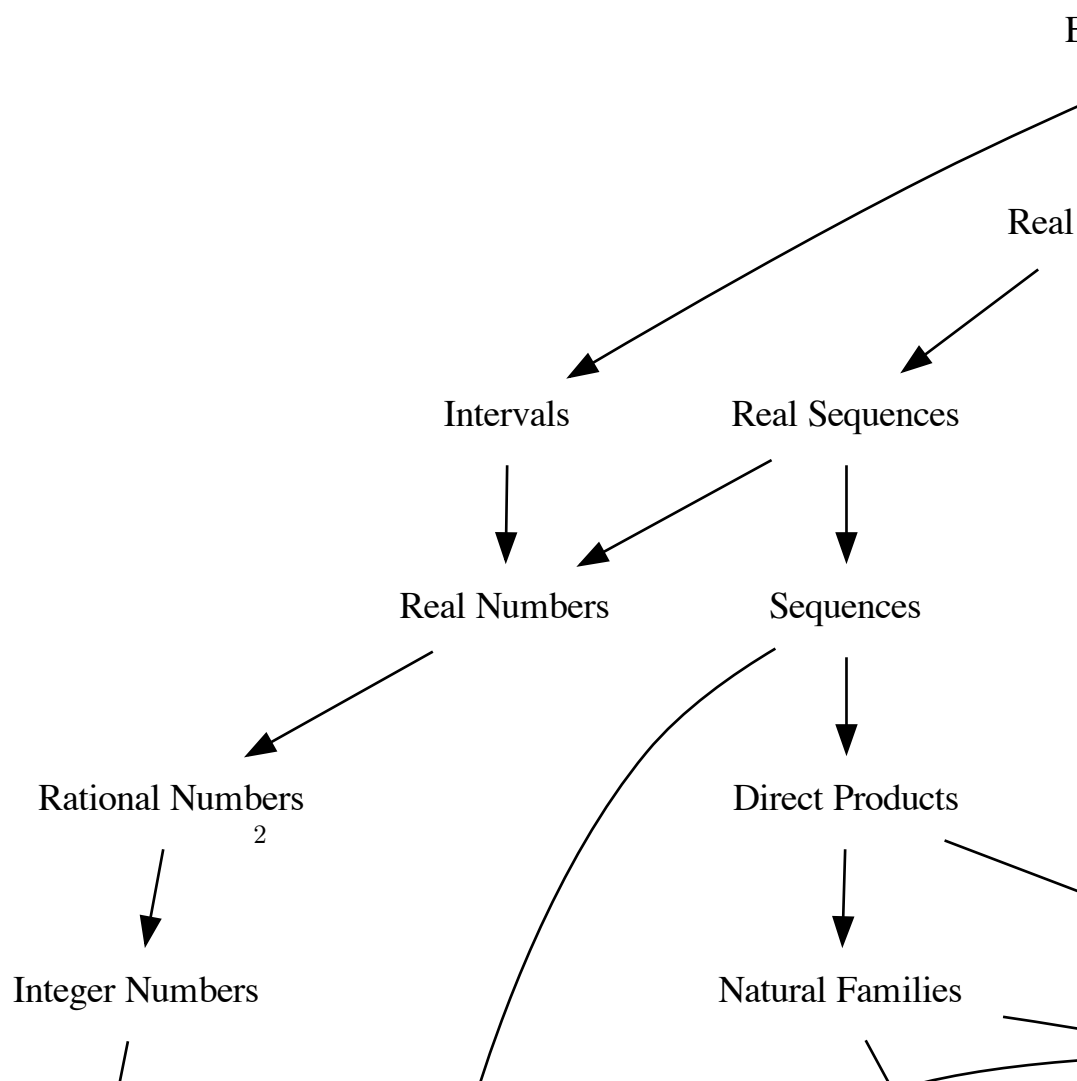 Real
Intervals
Real Sequences
Real Numbers
Sequences
Rational Numbers
Direct Products
2
Integer Numbers
Natural Families